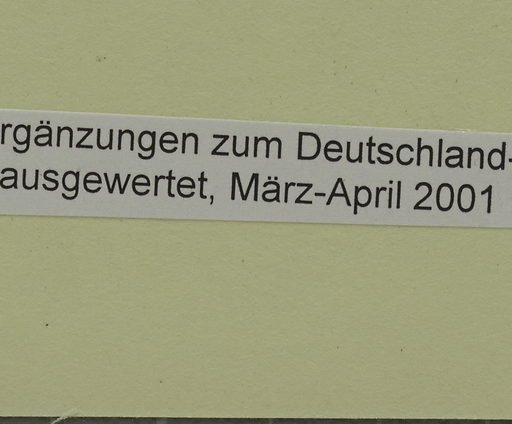 rgänzungen zum Deutschland-
ausgewertet, März-April 2001